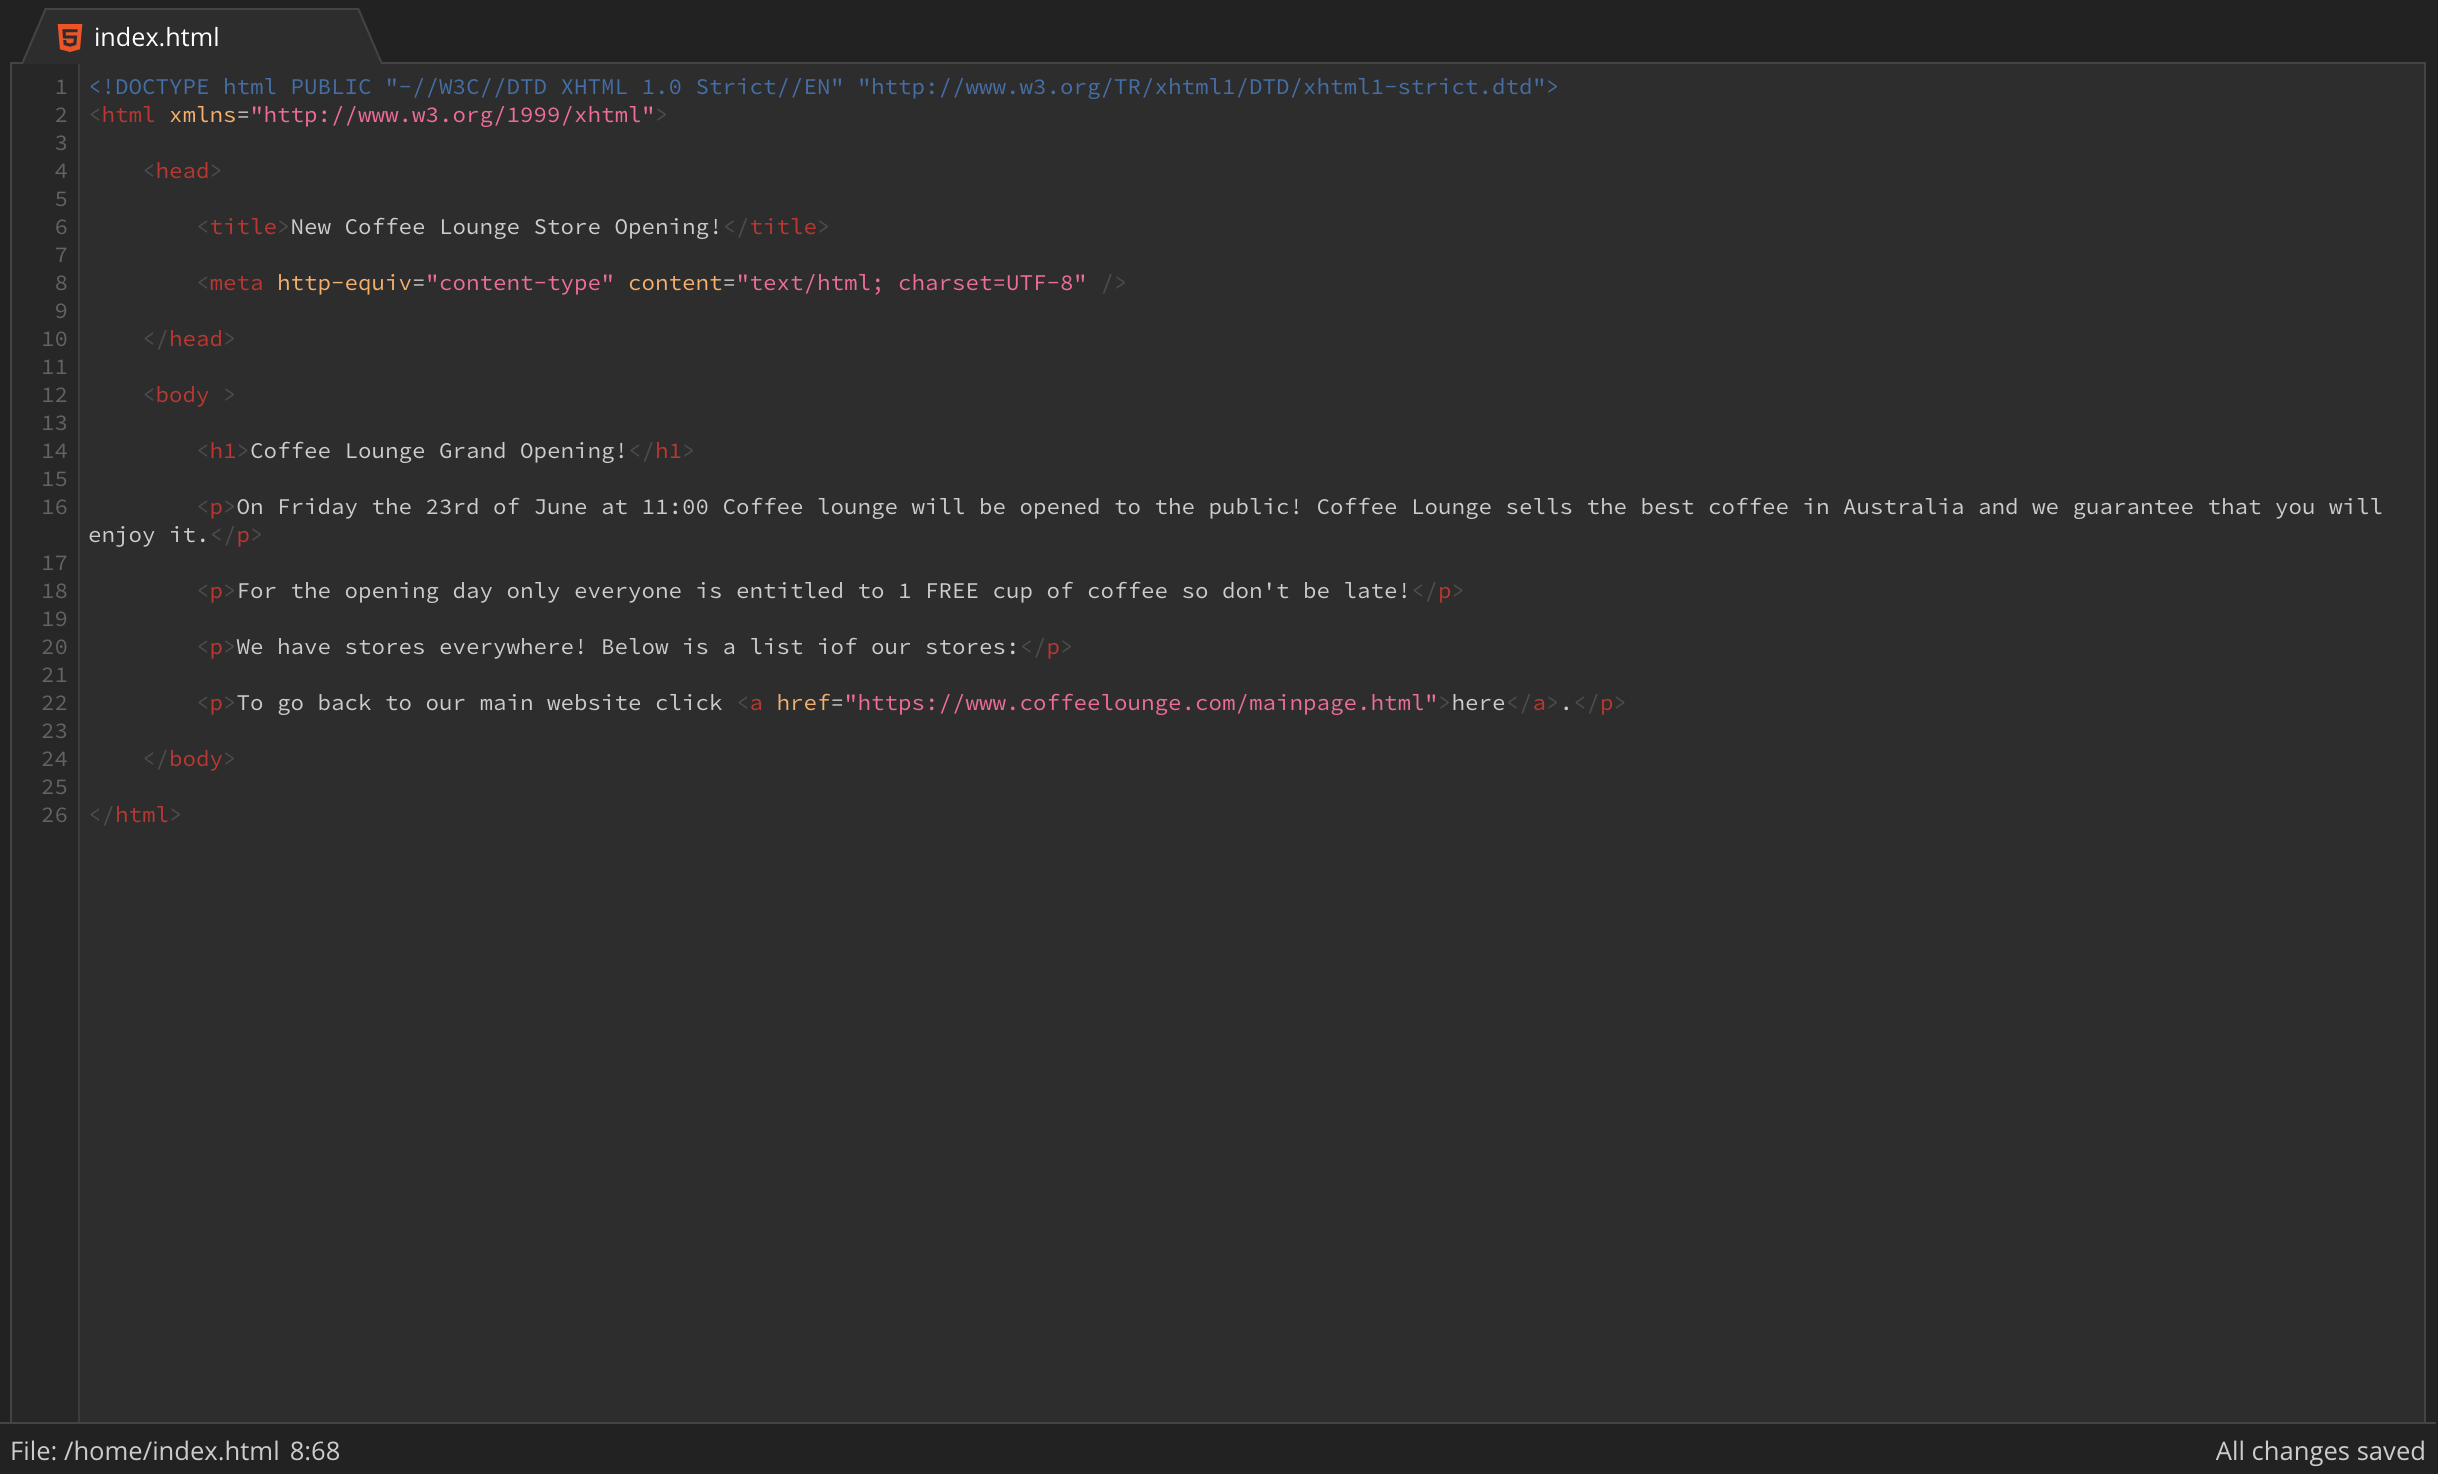 index.html
1 <!DOCTYPE html PUBLIC "-//W3C//DTD XHTML 1.0 Strict//EN" "http://www.w3.org/TR/xhtml1/DTD/xhtml1-strict.dtd">
2 <html xmlns="http://www.w3.org/1999/xhtml">
3
4 <head>
5
6 <title>New Coffee Lounge Store Opening!</title>
7
8 <meta http-equiv="content-type" content="text/html; charset=UTF-8" />
9
10 </head>
11
12 <body >
13
14 <h1>Coffee Lounge Grand Opening!</h1>
15
16 <p>On Friday the 23rd of June at 11:00 Coffee lounge will be opened to the public! Coffee Lounge sells the best coffee in Australia and we guarantee that you will
enjoy it.</p>
17
18 <p>For the opening day only everyone is entitled to 1 FREE cup of coffee so don't be late!</p>
19
20 <p>We have stores everywhere! Below is a list iof our stores:</p>
21
22 <p>To go back to our main website click <a href="https://www.coffeelounge.com/mainpage.html">here</a>.</p>
23
24 </body>
25
26 </html>
File: /home/index.html 8:68
All changes saved